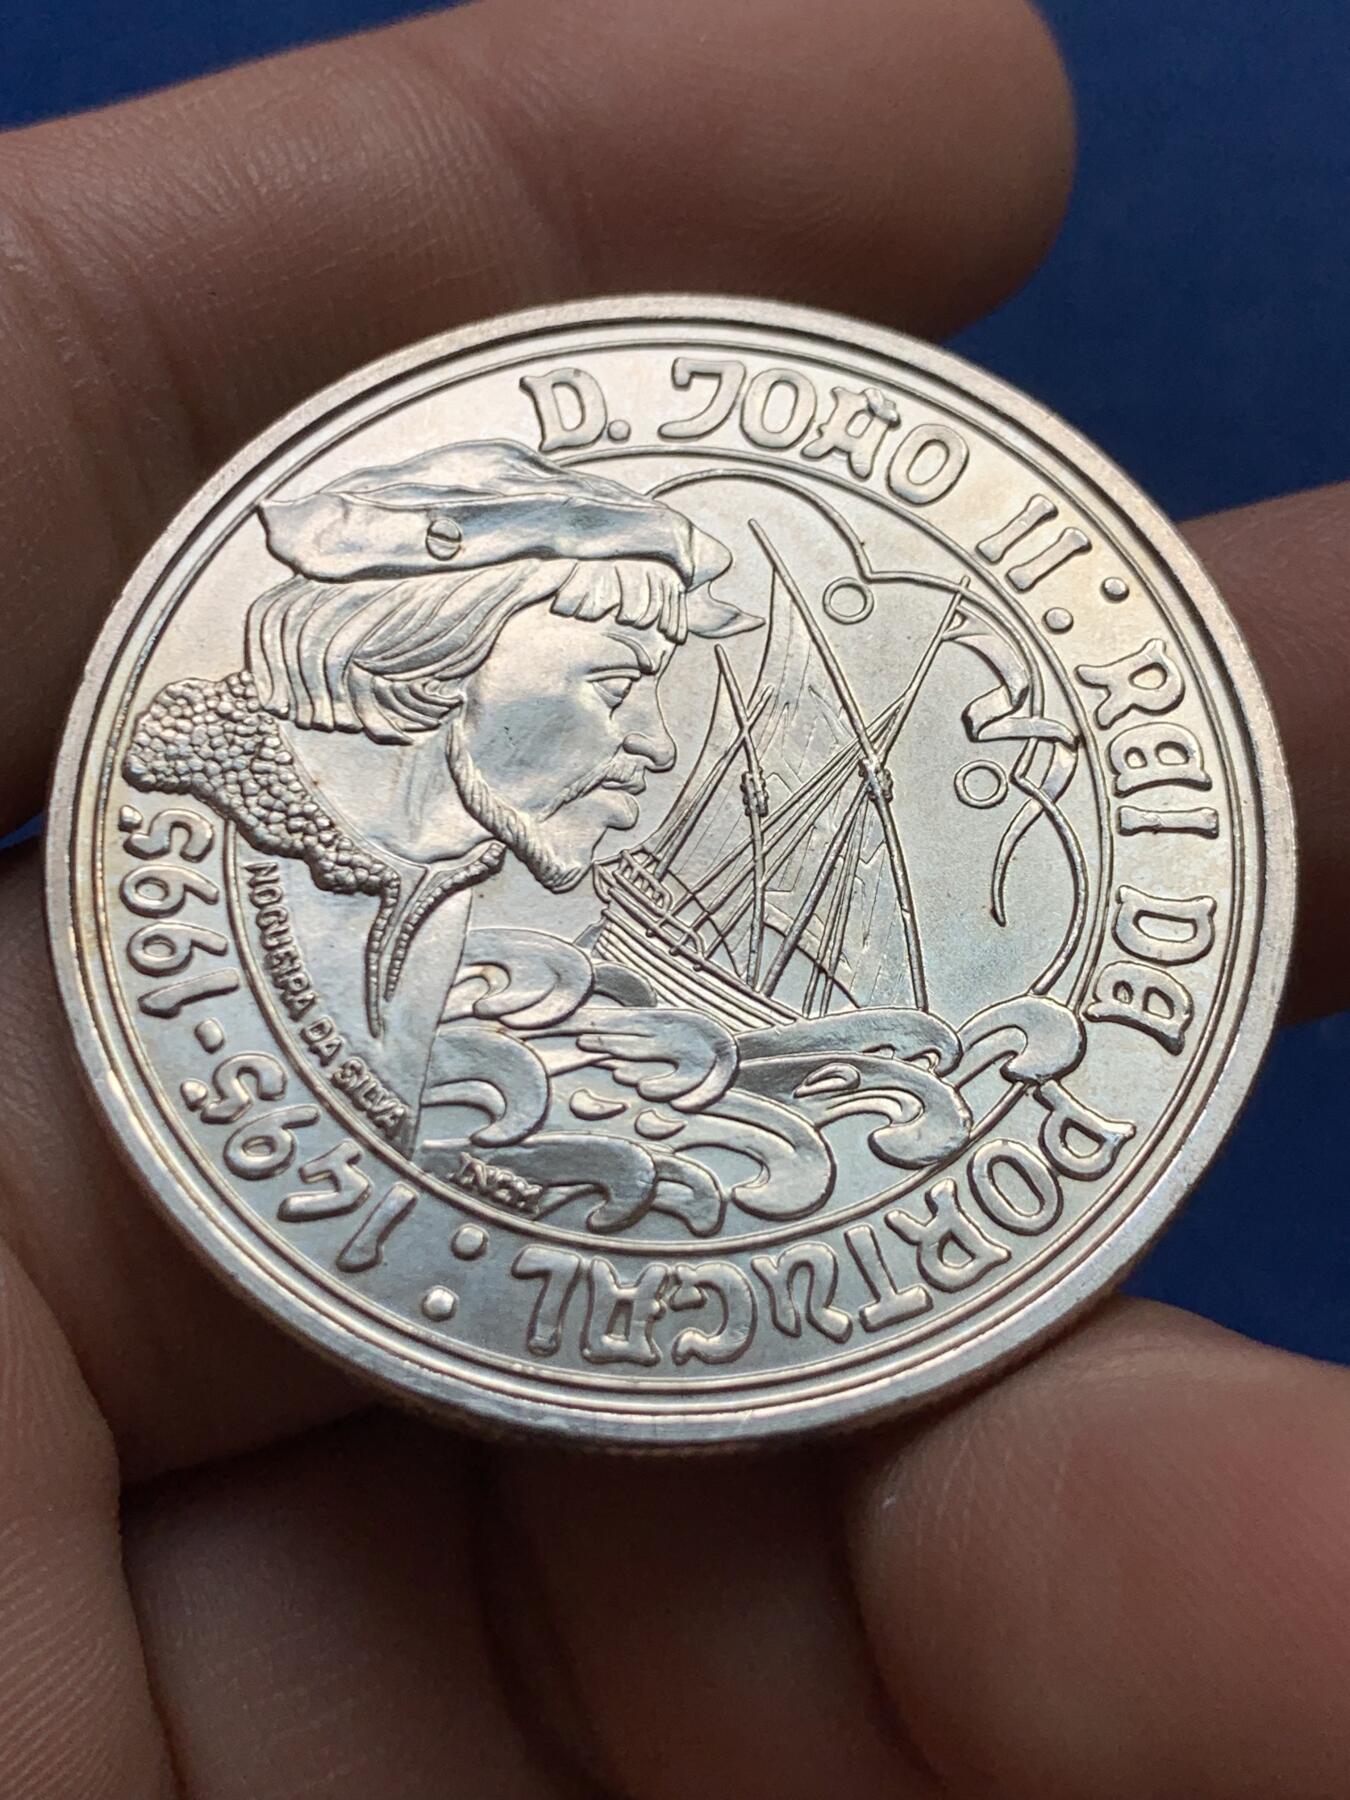 D. JOÃO II : REI DE PORTUGAL : 1495-1995
NOGUEIRA DA SILVA
INCM